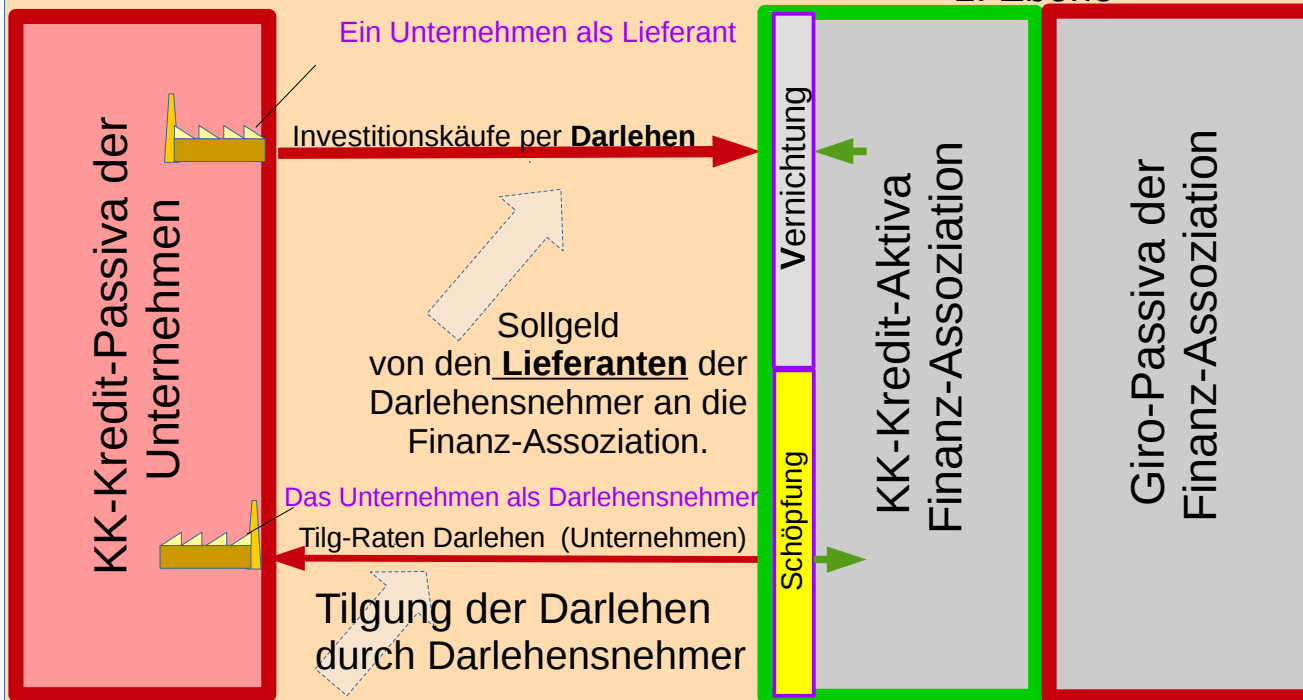 1. Ebene
Ein Unternehmen als Lieferant
Investitionskäufe per Darlehen
Sollgeld
von den Lieferanten der
Darlehensnehmer an die
Finanz-Assoziation.
Das Unternehmen als Darlehensnehmer
Tilg-Raten Darlehen (Unternehmen)
Tilgung der Darlehen
durch Darlehensnehmer
KK-Kredit-Passiva der
Unternehmen
Vernichtung
Schöpfung
KK-Kredit-Aktiva
Finanz-Assoziation
Giro-Passiva der
Finanz-Assoziation